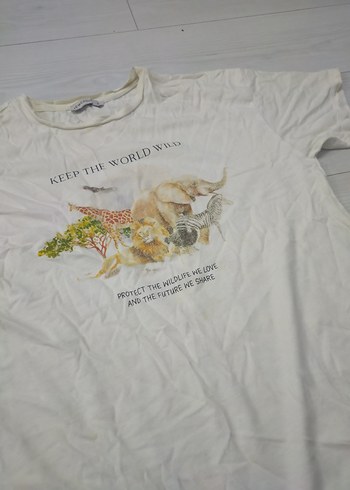 KEEP THE WORLD WILD
PROTECT THE WILDLIFE WE LOVE
AND THE FUTURE WE SHARE